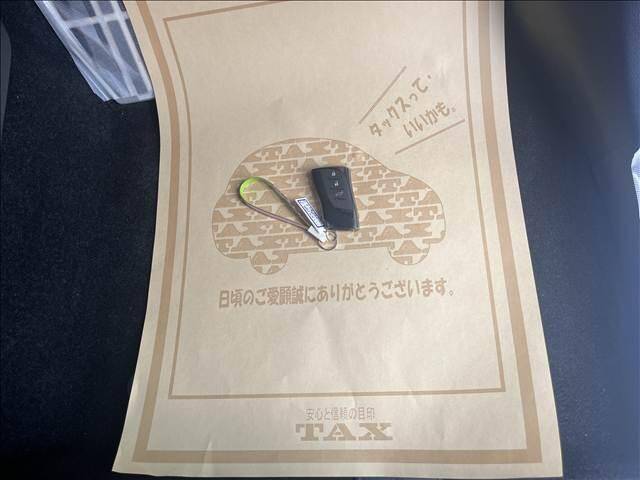 タックスって、
いいかも。
日頃のご愛顧誠にありがとうございます。
安心と信頼の目印
TAX